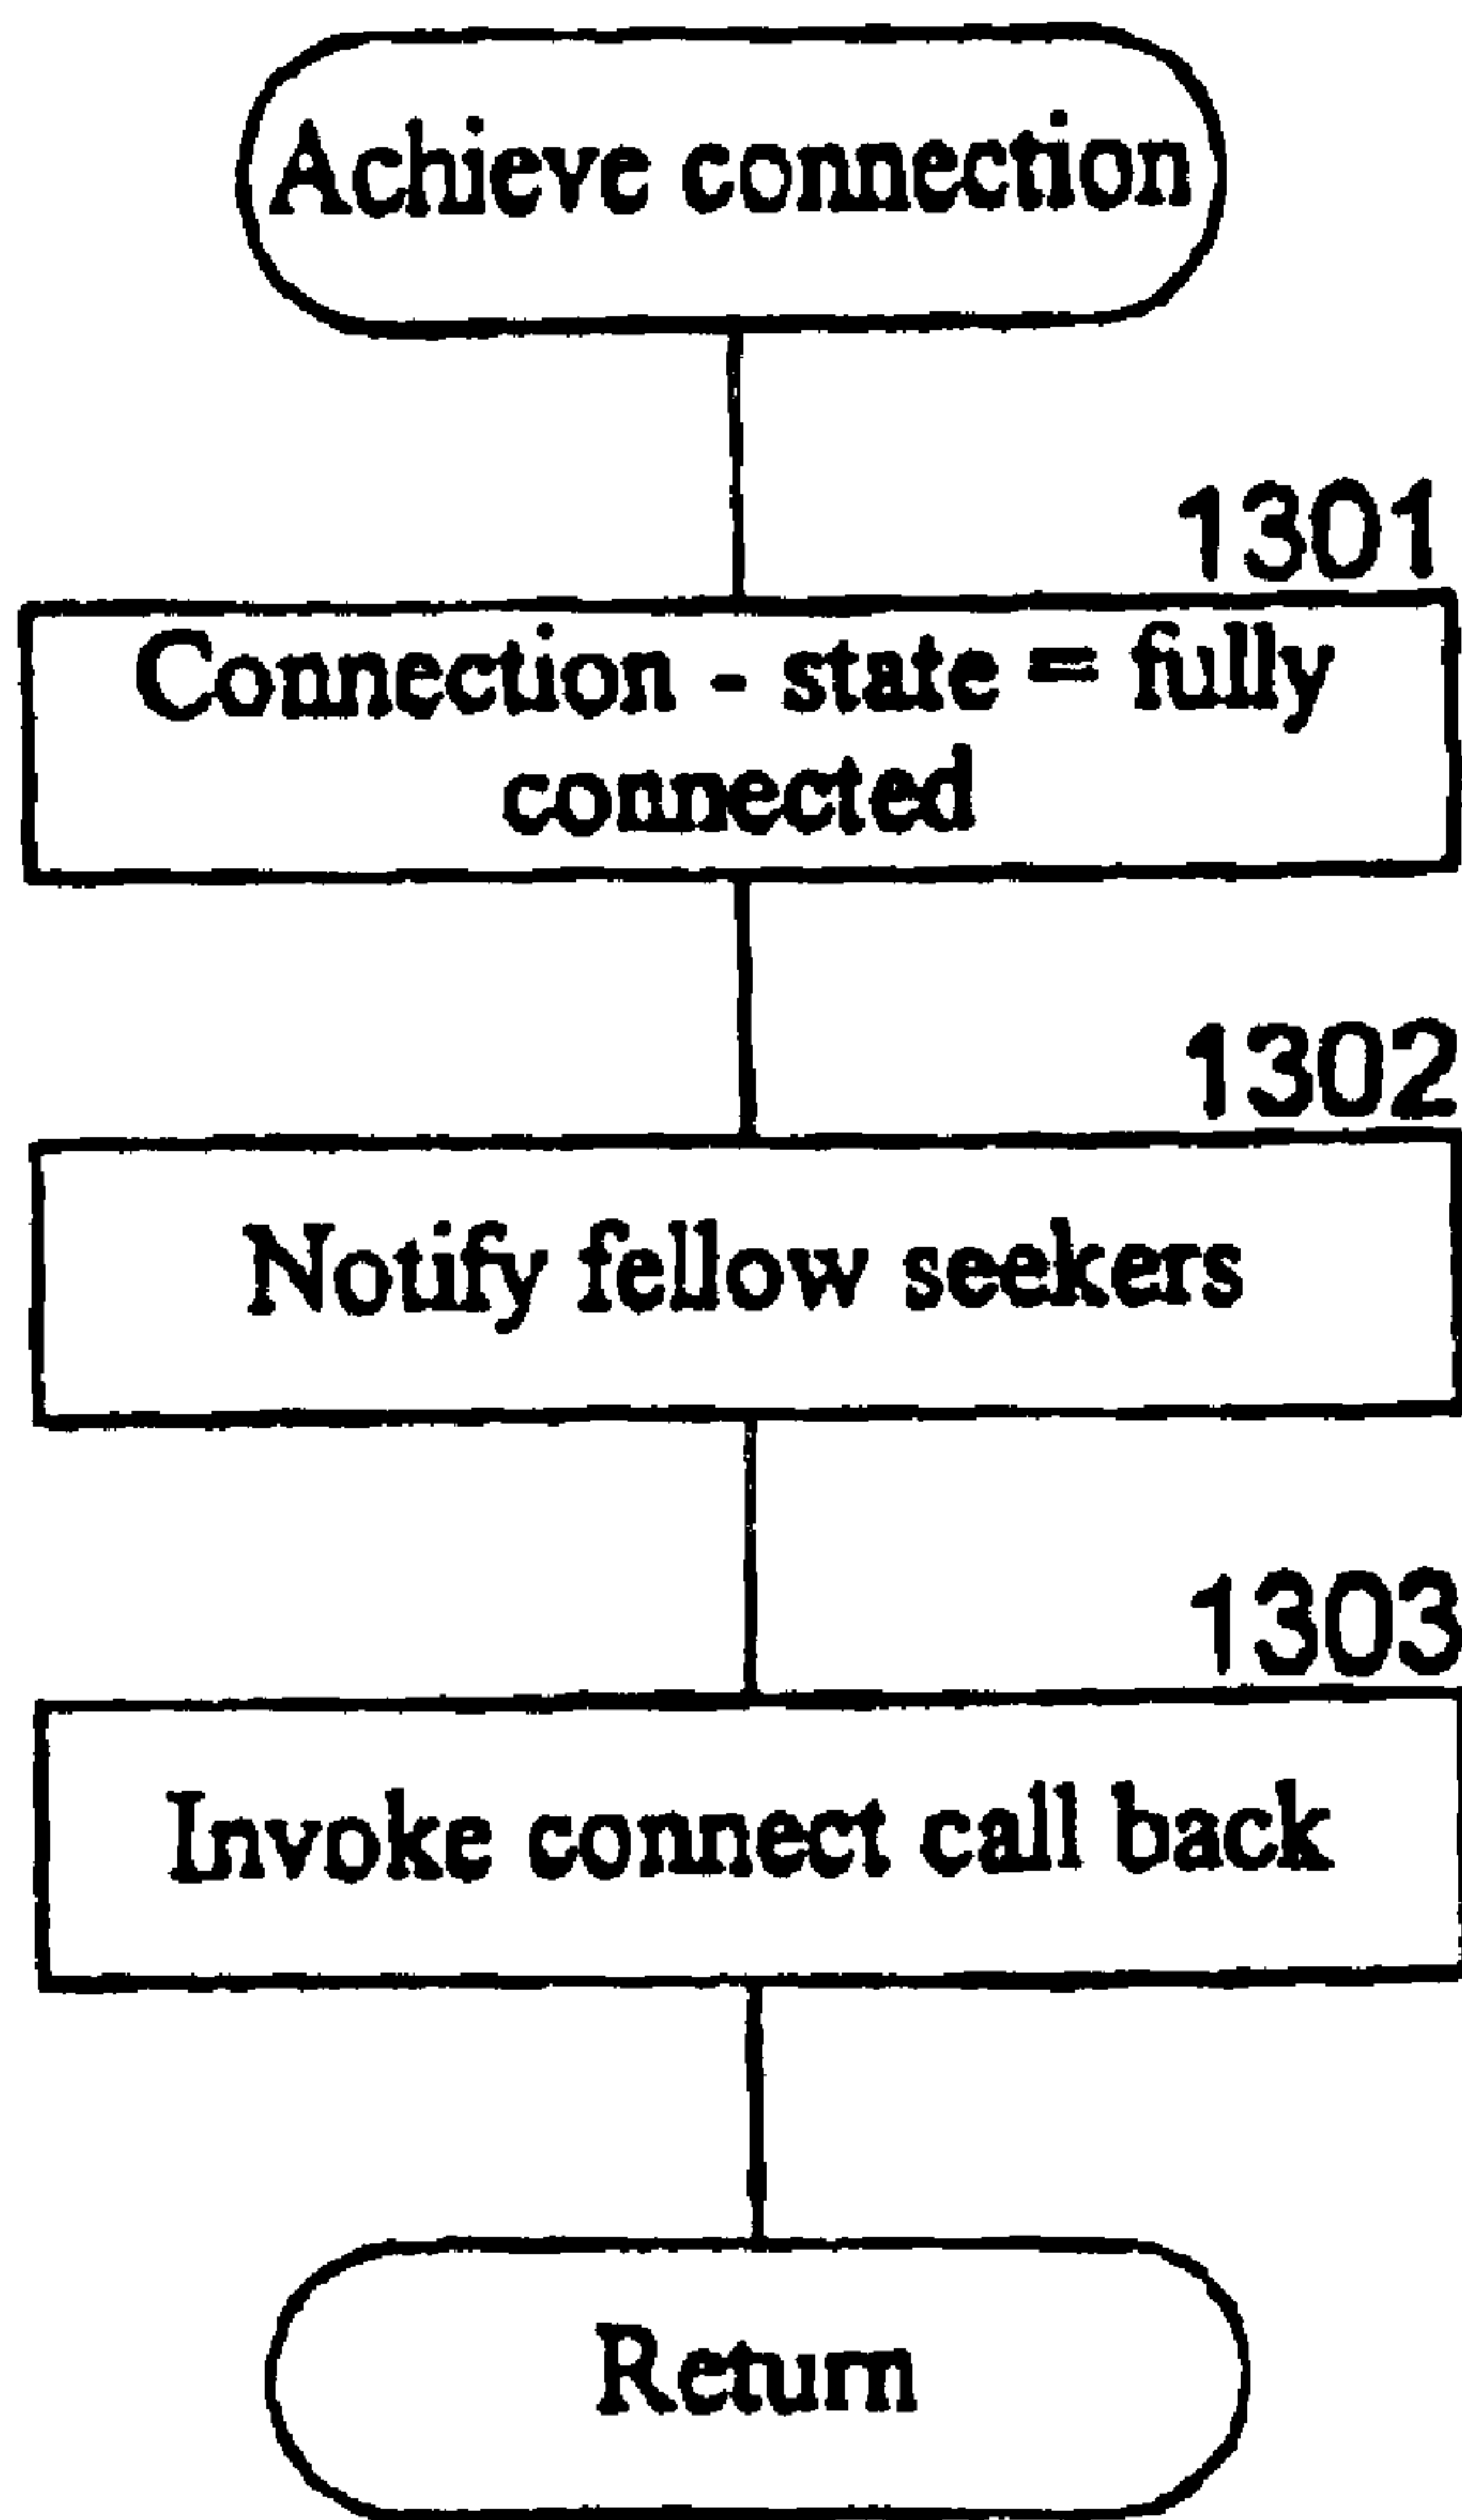 Achieve connection
1301
Connection - state = fully
connected
1302
Notify fellow seekers
1303
Invoke connect call back
Return